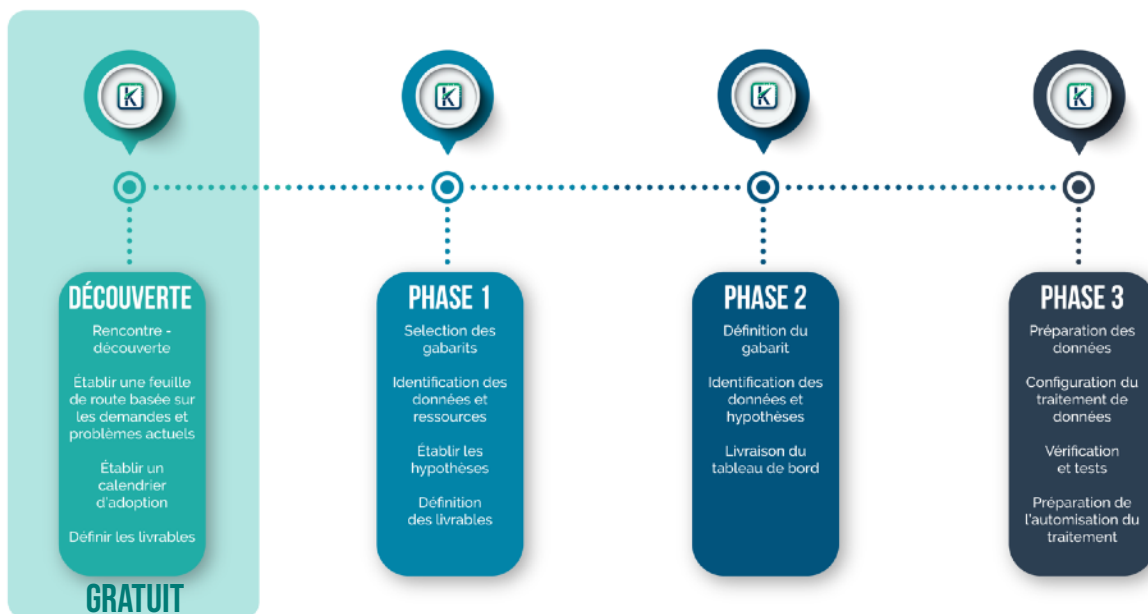 K
K
K
K
DÉCOUVERTE
Rencontre -
découverte
Établir une feuille
de route basée sur
les demandes et
problèmes actuels
Établir un
calendrier
d'adoption
Définir les livrables
GRATUIT
PHASE 1
Selection des
gabarits
Identification des
données et
ressources
Établir les
hypothèses
Définition
des livrables
PHASE 2
Définition du
gabarit
Identification des
données et
hypothèses
Livraison du
tableau de bord
PHASE 3
Préparation des
données
Configuration du
traitement de
données
Vérification
et tests
Préparation de
l'automisation du
traitement